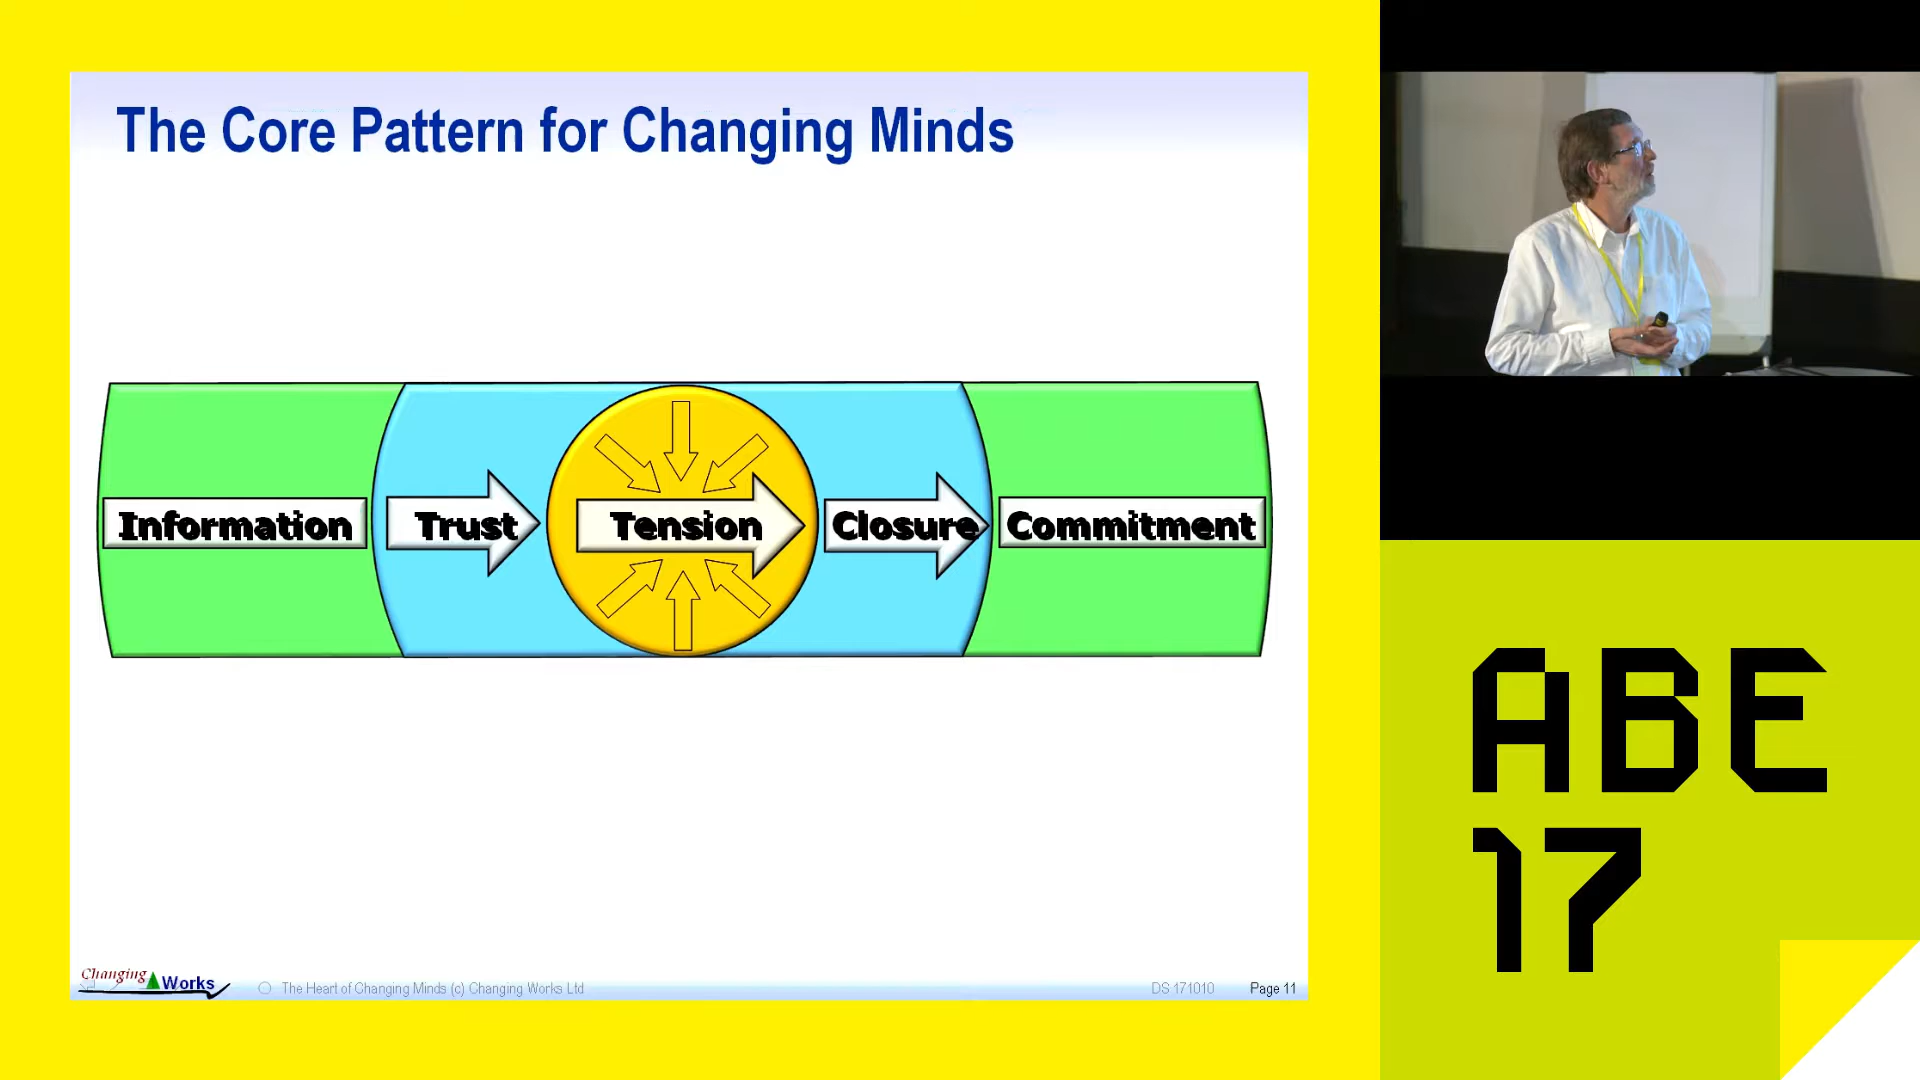 The Core Pattern for Changing Minds
Information
Trust
Tension
Closure
Commitment
Changing Works
The Heart of Changing Minds (c) Changing Works Ltd
DS 171010
Page 11
ABE
17